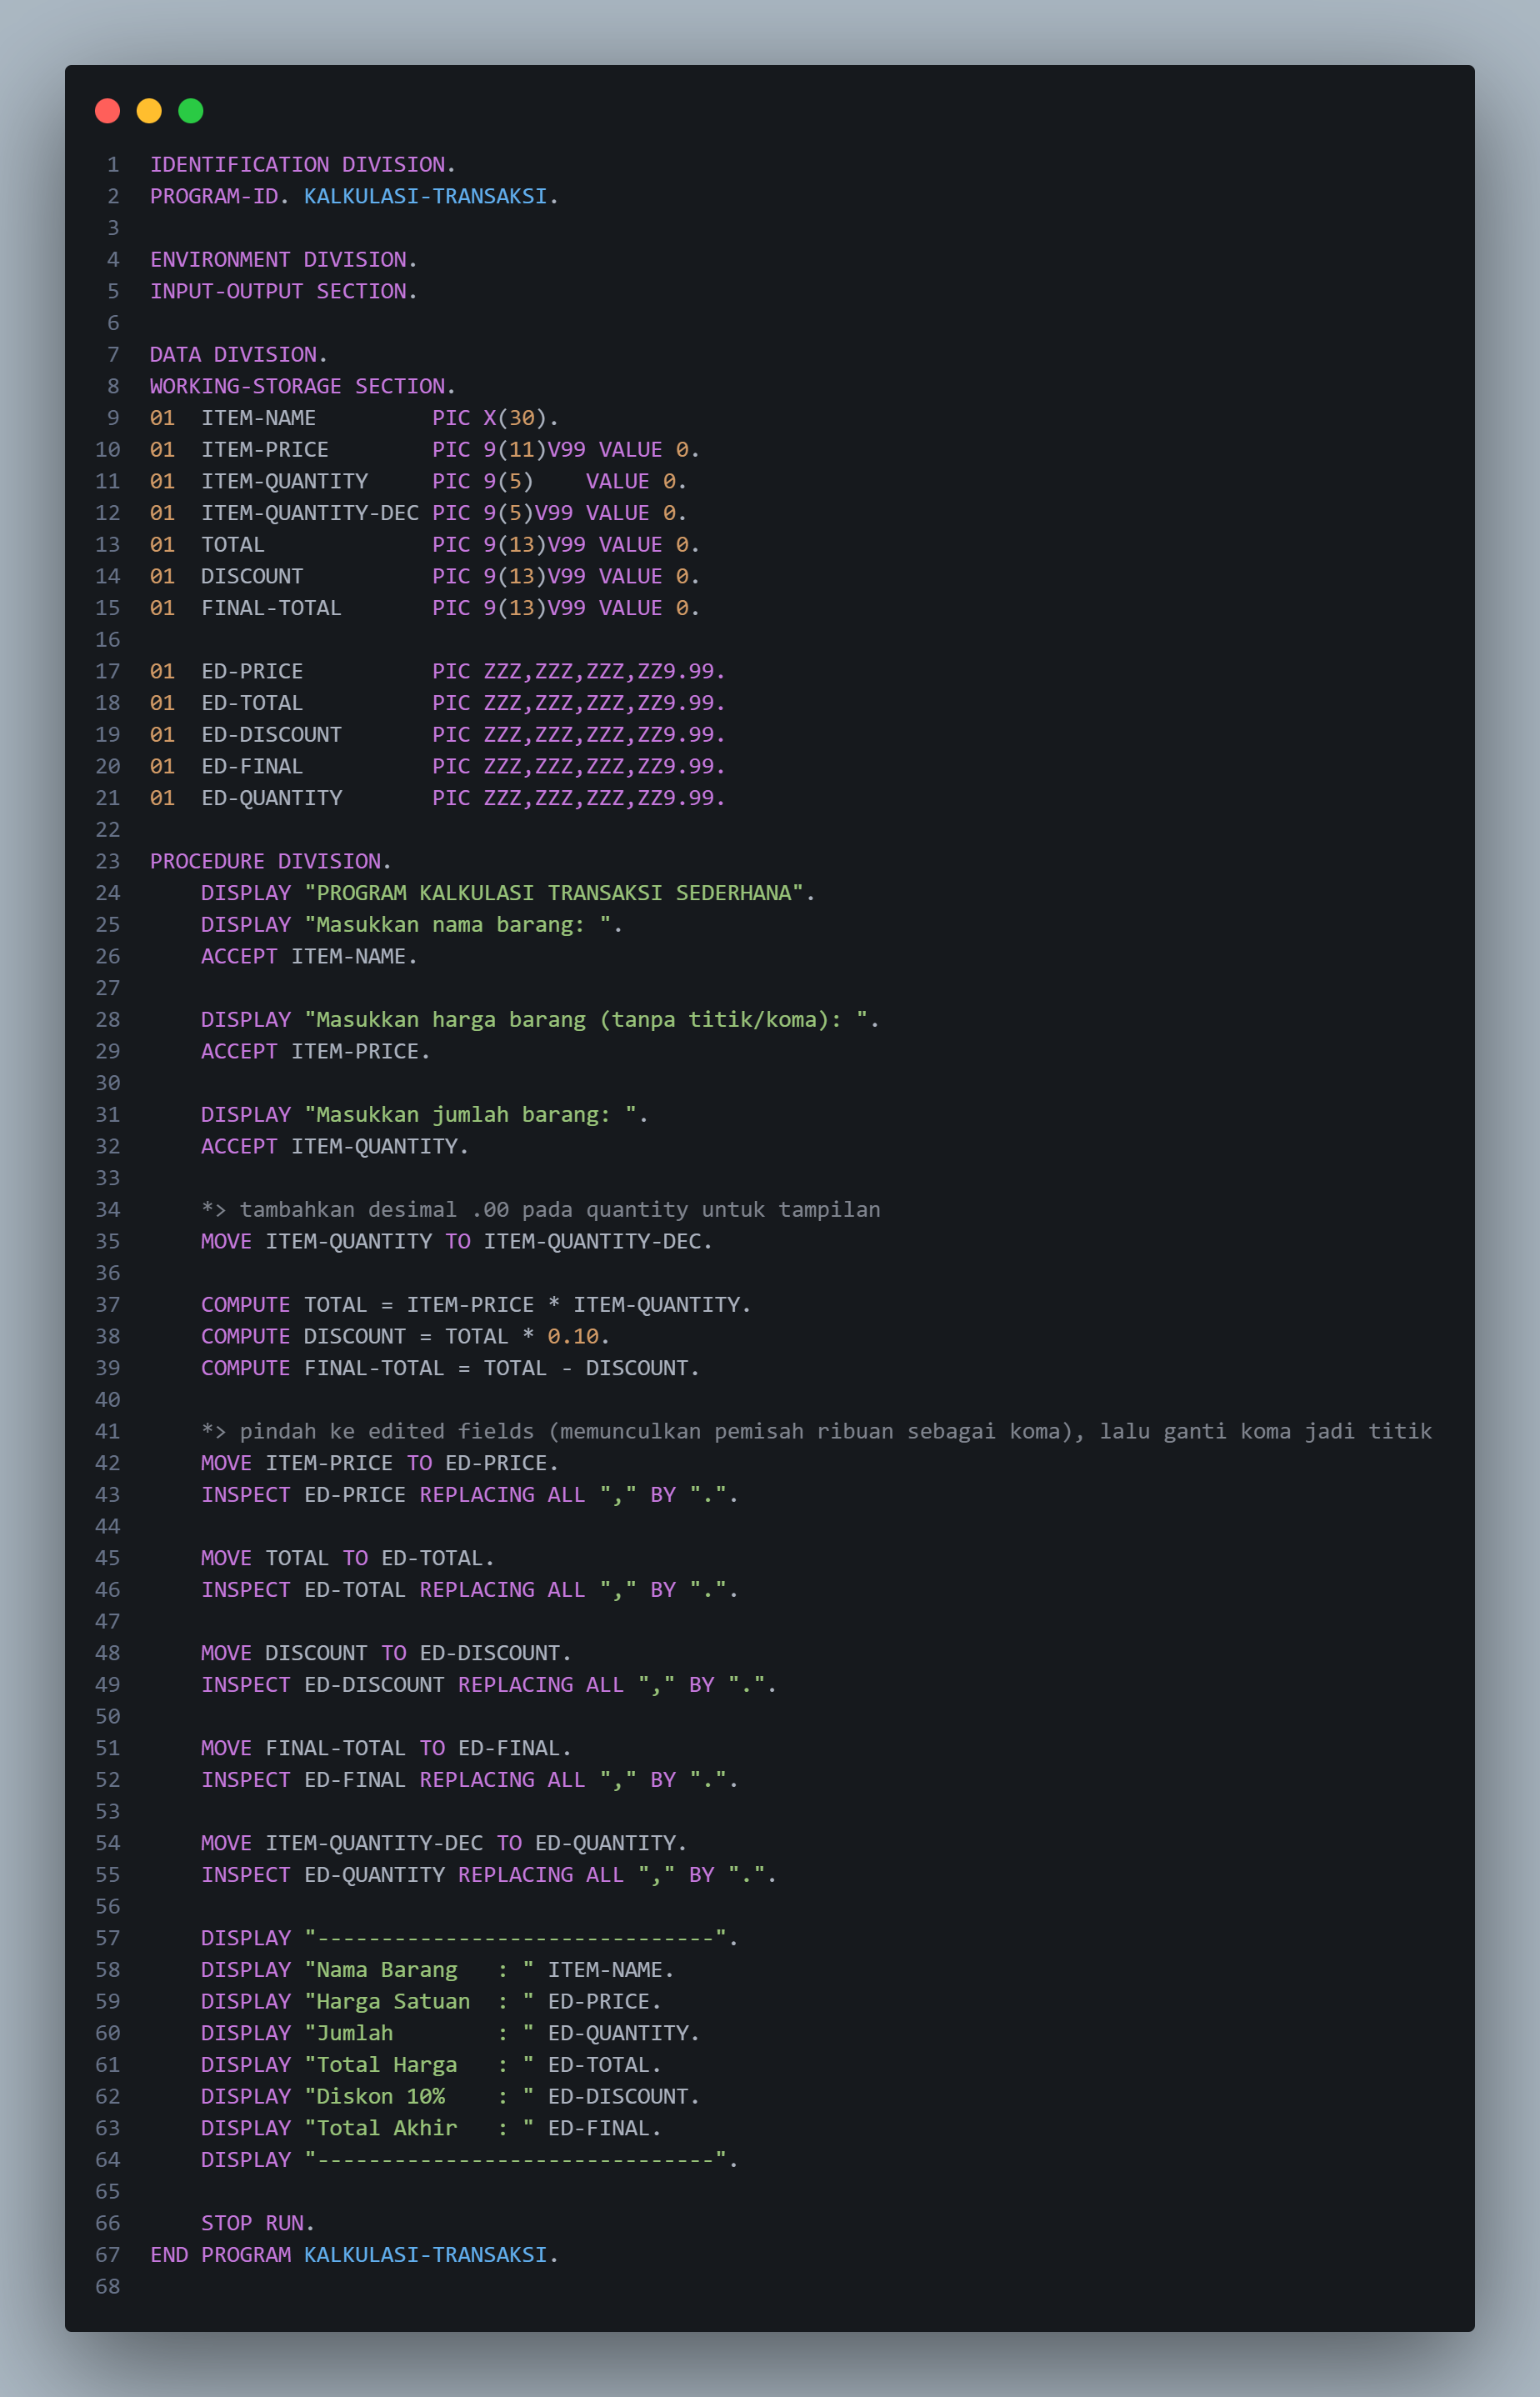 1 IDENTIFICATION DIVISION.
2 PROGRAM-ID. KALKULASI-TRANSAKSI.
3
4 ENVIRONMENT DIVISION.
5 INPUT-OUTPUT SECTION.
6
7 DATA DIVISION.
8 WORKING-STORAGE SECTION.
9 01  ITEM-NAME         PIC X(30).
10 01  ITEM-PRICE        PIC 9(11)V99 VALUE 0.
11 01  ITEM-QUANTITY     PIC 9(5)    VALUE 0.
12 01  ITEM-QUANTITY-DEC PIC 9(5)V99 VALUE 0.
13 01  TOTAL             PIC 9(13)V99 VALUE 0.
14 01  DISCOUNT          PIC 9(13)V99 VALUE 0.
15 01  FINAL-TOTAL       PIC 9(13)V99 VALUE 0.
16
17 01  ED-PRICE          PIC ZZZ,ZZZ,ZZZ,ZZ9.99.
18 01  ED-TOTAL          PIC ZZZ,ZZZ,ZZZ,ZZ9.99.
19 01  ED-DISCOUNT       PIC ZZZ,ZZZ,ZZZ,ZZ9.99.
20 01  ED-FINAL          PIC ZZZ,ZZZ,ZZZ,ZZ9.99.
21 01  ED-QUANTITY       PIC ZZZ,ZZZ,ZZZ,ZZ9.99.
22
23 PROCEDURE DIVISION.
24     DISPLAY "PROGRAM KALKULASI TRANSAKSI SEDERHANA".
25     DISPLAY "Masukkan nama barang: ".
26     ACCEPT ITEM-NAME.
27
28     DISPLAY "Masukkan harga barang (tanpa titik/koma): ".
29     ACCEPT ITEM-PRICE.
30
31     DISPLAY "Masukkan jumlah barang: ".
32     ACCEPT ITEM-QUANTITY.
33
34     *> tambahkan desimal .00 pada quantity untuk tampilan
35     MOVE ITEM-QUANTITY TO ITEM-QUANTITY-DEC.
36
37     COMPUTE TOTAL = ITEM-PRICE * ITEM-QUANTITY.
38     COMPUTE DISCOUNT = TOTAL * 0.10.
39     COMPUTE FINAL-TOTAL = TOTAL - DISCOUNT.
40
41     *> pindah ke edited fields (memunculkan pemisah ribuan sebagai koma), lalu ganti koma jadi titik
42     MOVE ITEM-PRICE TO ED-PRICE.
43     INSPECT ED-PRICE REPLACING ALL "," BY ".".
44
45     MOVE TOTAL TO ED-TOTAL.
46     INSPECT ED-TOTAL REPLACING ALL "," BY ".".
47
48     MOVE DISCOUNT TO ED-DISCOUNT.
49     INSPECT ED-DISCOUNT REPLACING ALL "," BY ".".
50
51     MOVE FINAL-TOTAL TO ED-FINAL.
52     INSPECT ED-FINAL REPLACING ALL "," BY ".".
53
54     MOVE ITEM-QUANTITY-DEC TO ED-QUANTITY.
55     INSPECT ED-QUANTITY REPLACING ALL "," BY ".".
56
57     DISPLAY "-------------------------------".
58     DISPLAY "Nama Barang   : " ITEM-NAME.
59     DISPLAY "Harga Satuan  : " ED-PRICE.
60     DISPLAY "Jumlah        : " ED-QUANTITY.
61     DISPLAY "Total Harga   : " ED-TOTAL.
62     DISPLAY "Diskon 10%    : " ED-DISCOUNT.
63     DISPLAY "Total Akhir   : " ED-FINAL.
64     DISPLAY "-------------------------------".
65
66     STOP RUN.
67 END PROGRAM KALKULASI-TRANSAKSI.
68